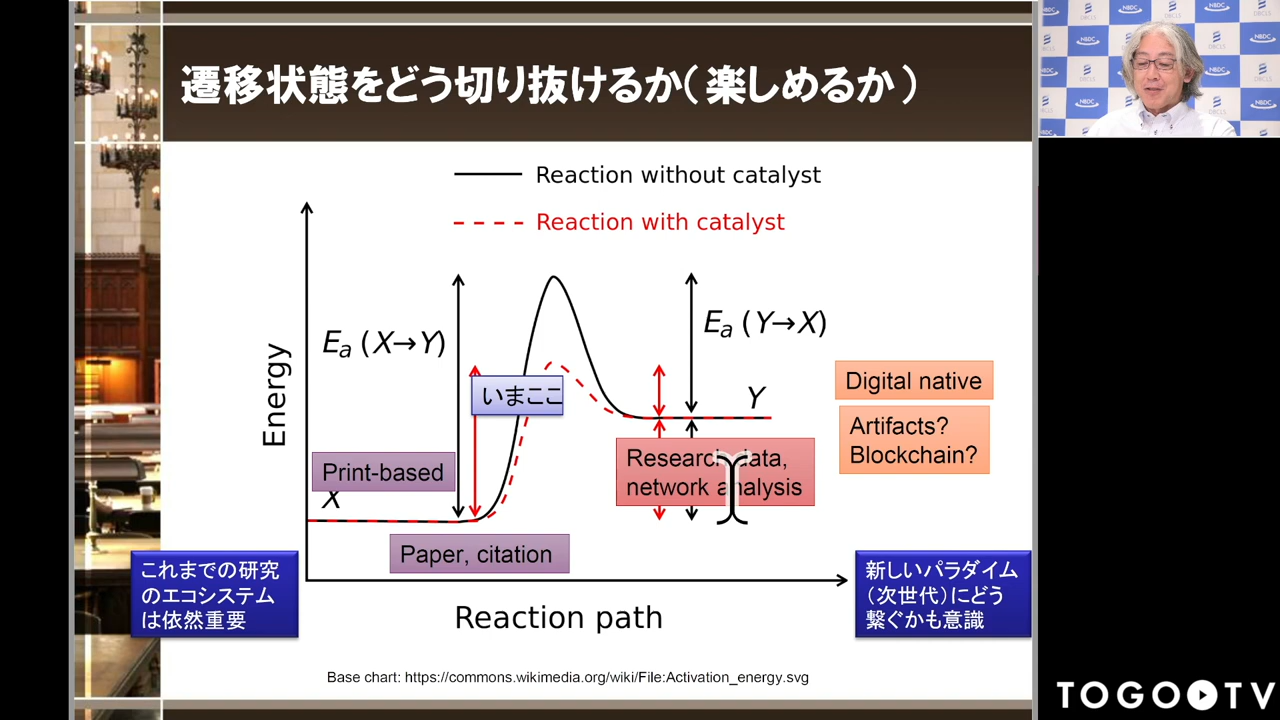 遷移状態をどう切り抜けるか（楽しめるか）
Reaction without catalyst
Reaction with catalyst
Energy
Ea (X→Y)
Ea (Y→X)
いまここ
Y
Digital native
Artifacts?
Blockchain?
Print-based
X
Research data,
network analysis
Paper, citation
これまでの研究
のエコシステム
は依然重要
新しいパラダイム
（次世代）にどう
繋ぐかも意識
Reaction path
Base chart: https://commons.wikimedia.org/wiki/File:Activation_energy.svg
NBDC
DBCLS
TOGO TV